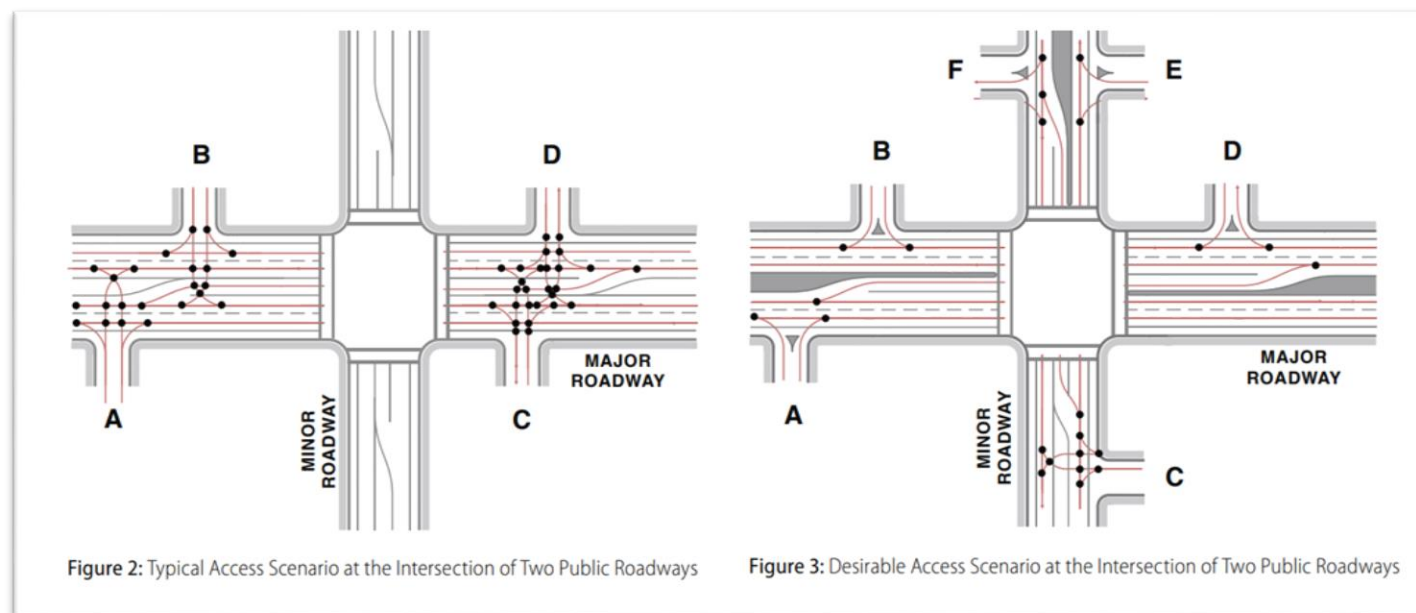 B
D
A
C
MINOR
ROADWAY
MAJOR
ROADWAY
Figure 2: Typical Access Scenario at the Intersection of Two Public Roadways
F
E
B
D
A
C
MINOR
ROADWAY
MAJOR
ROADWAY
Figure 3: Desirable Access Scenario at the Intersection of Two Public Roadways